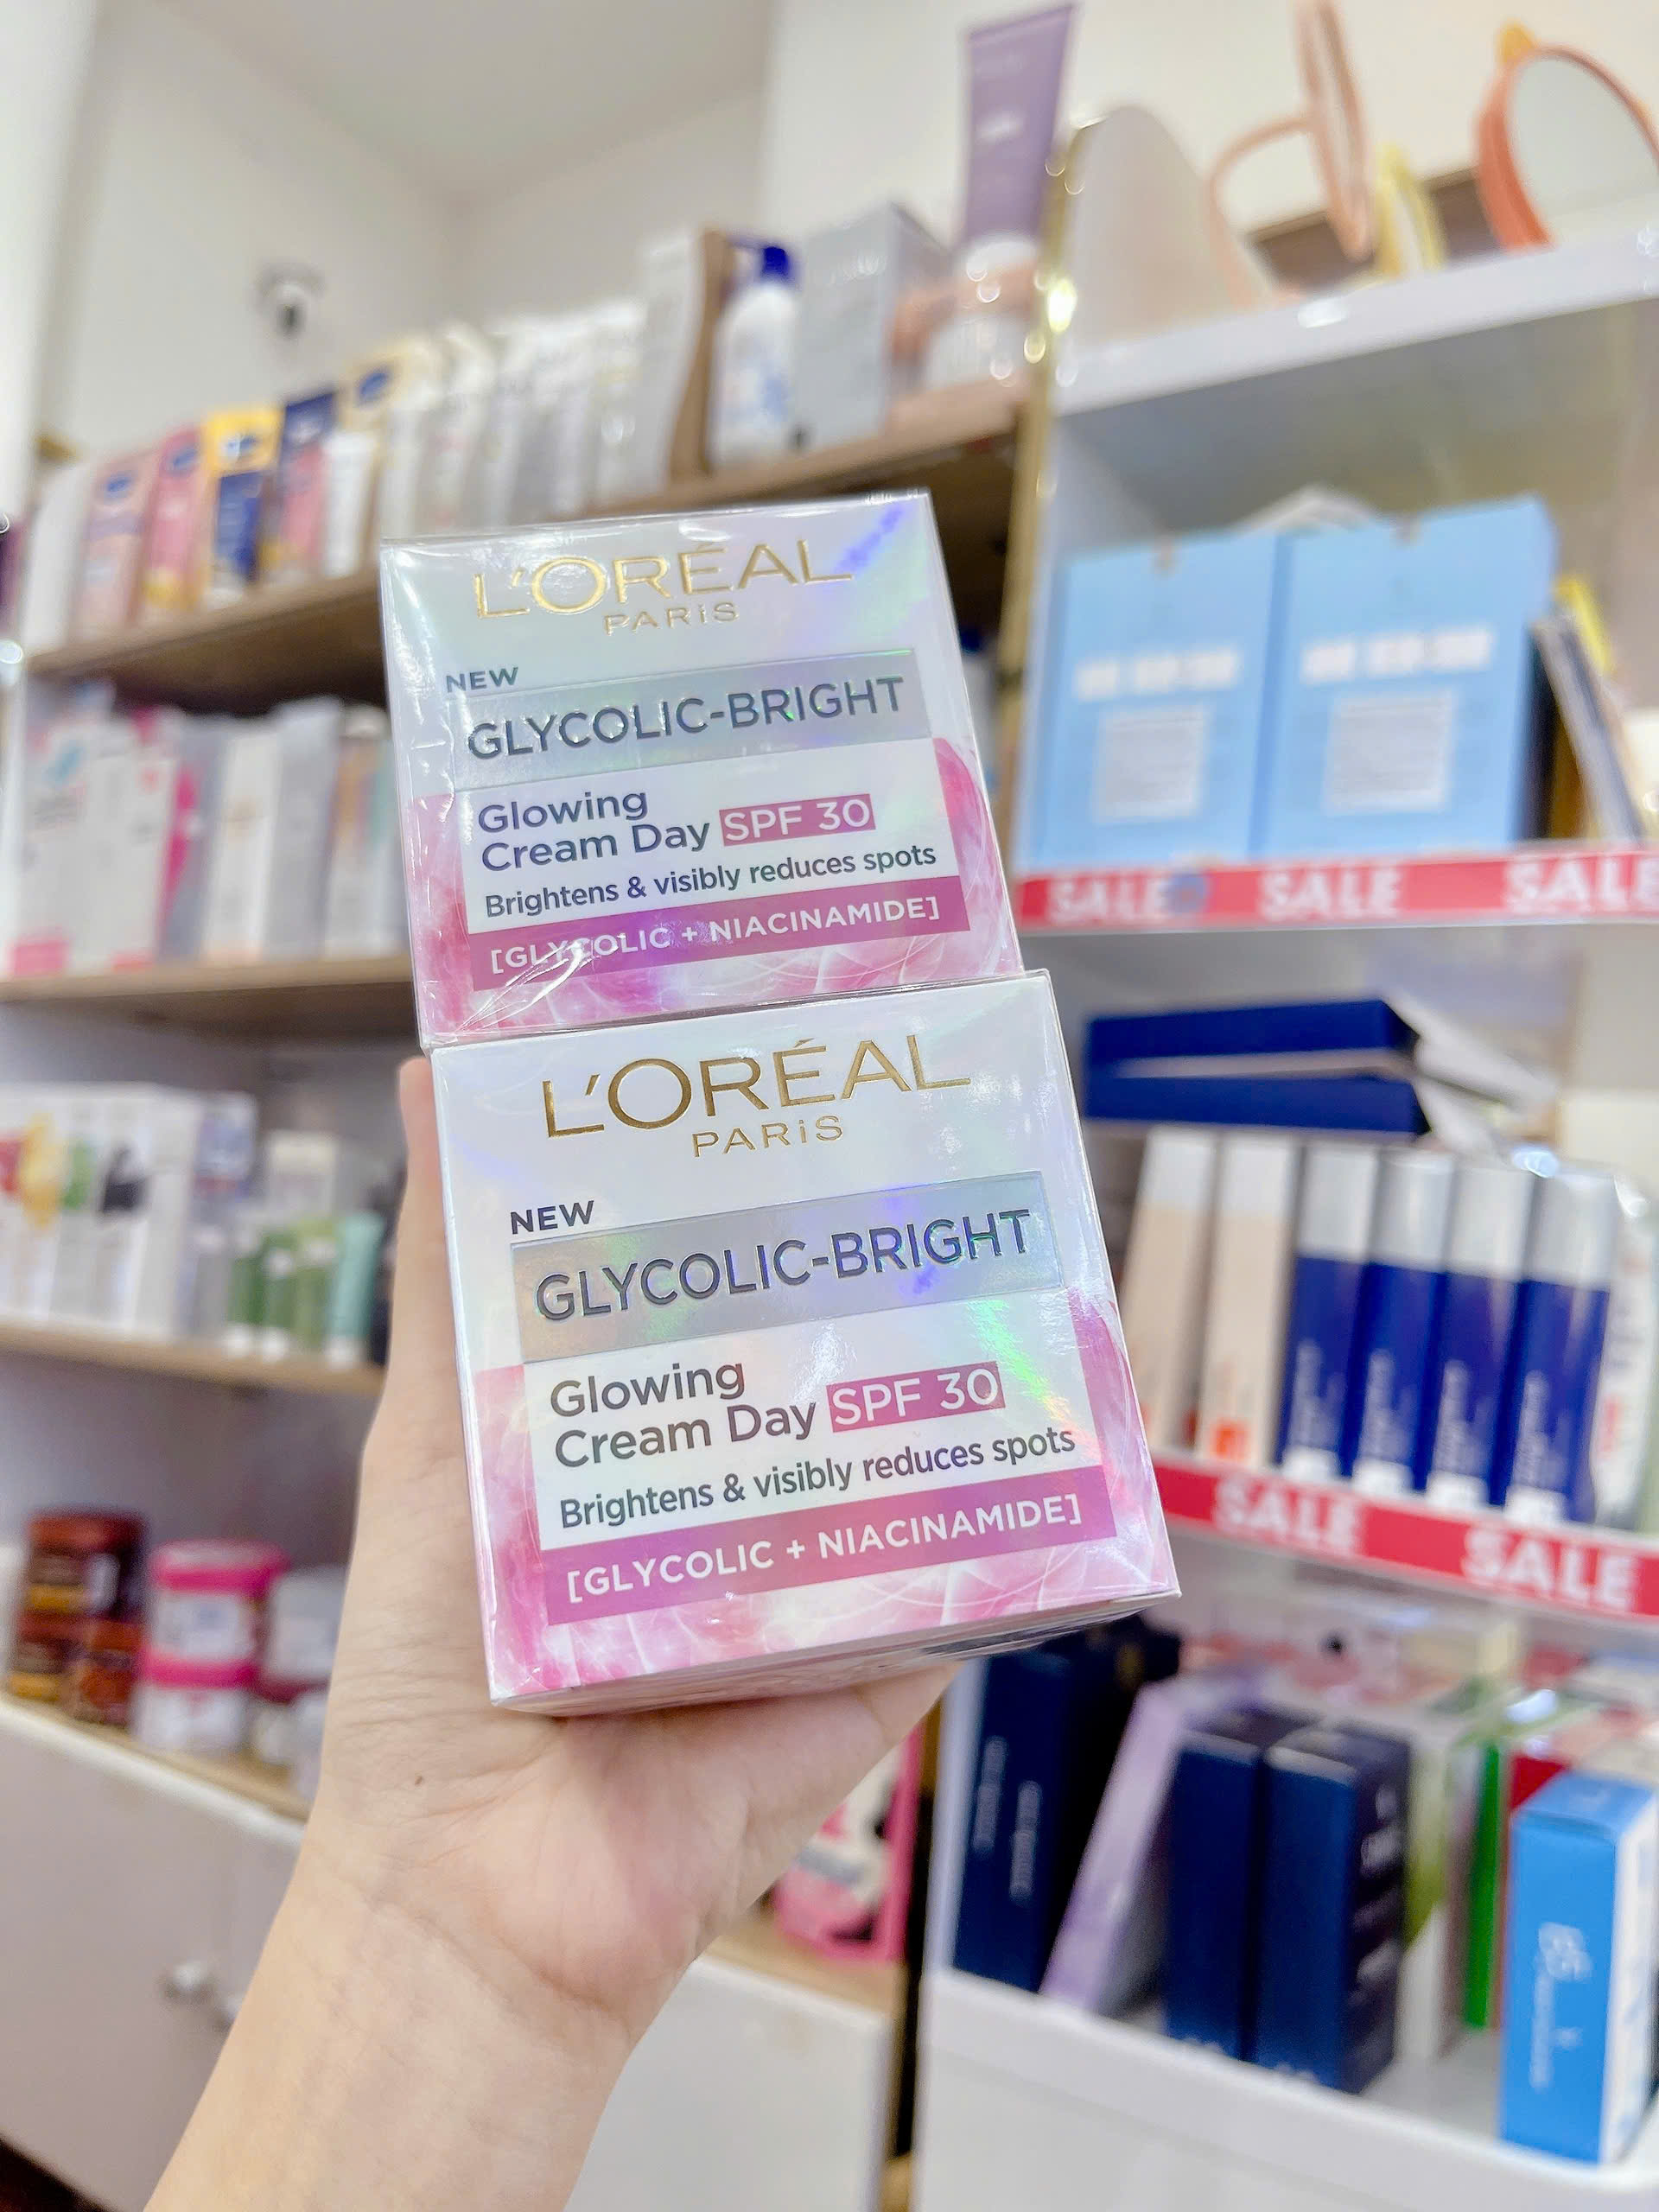 L'ORÉAL
PARiS
NEW
GLYCOLIC-BRIGHT
Glowing
Cream Day SPF 30
Brightens & visibly reduces spots
[GLYCOLIC + NIACINAMIDE]
L'ORÉAL
PARiS
NEW
GLYCOLIC-BRIGHT
Glowing
Cream Day SPF 30
Brightens & visibly reduces spots
[GLYCOLIC + NIACINAMIDE]
SALE SALE SALE
SALE SALE